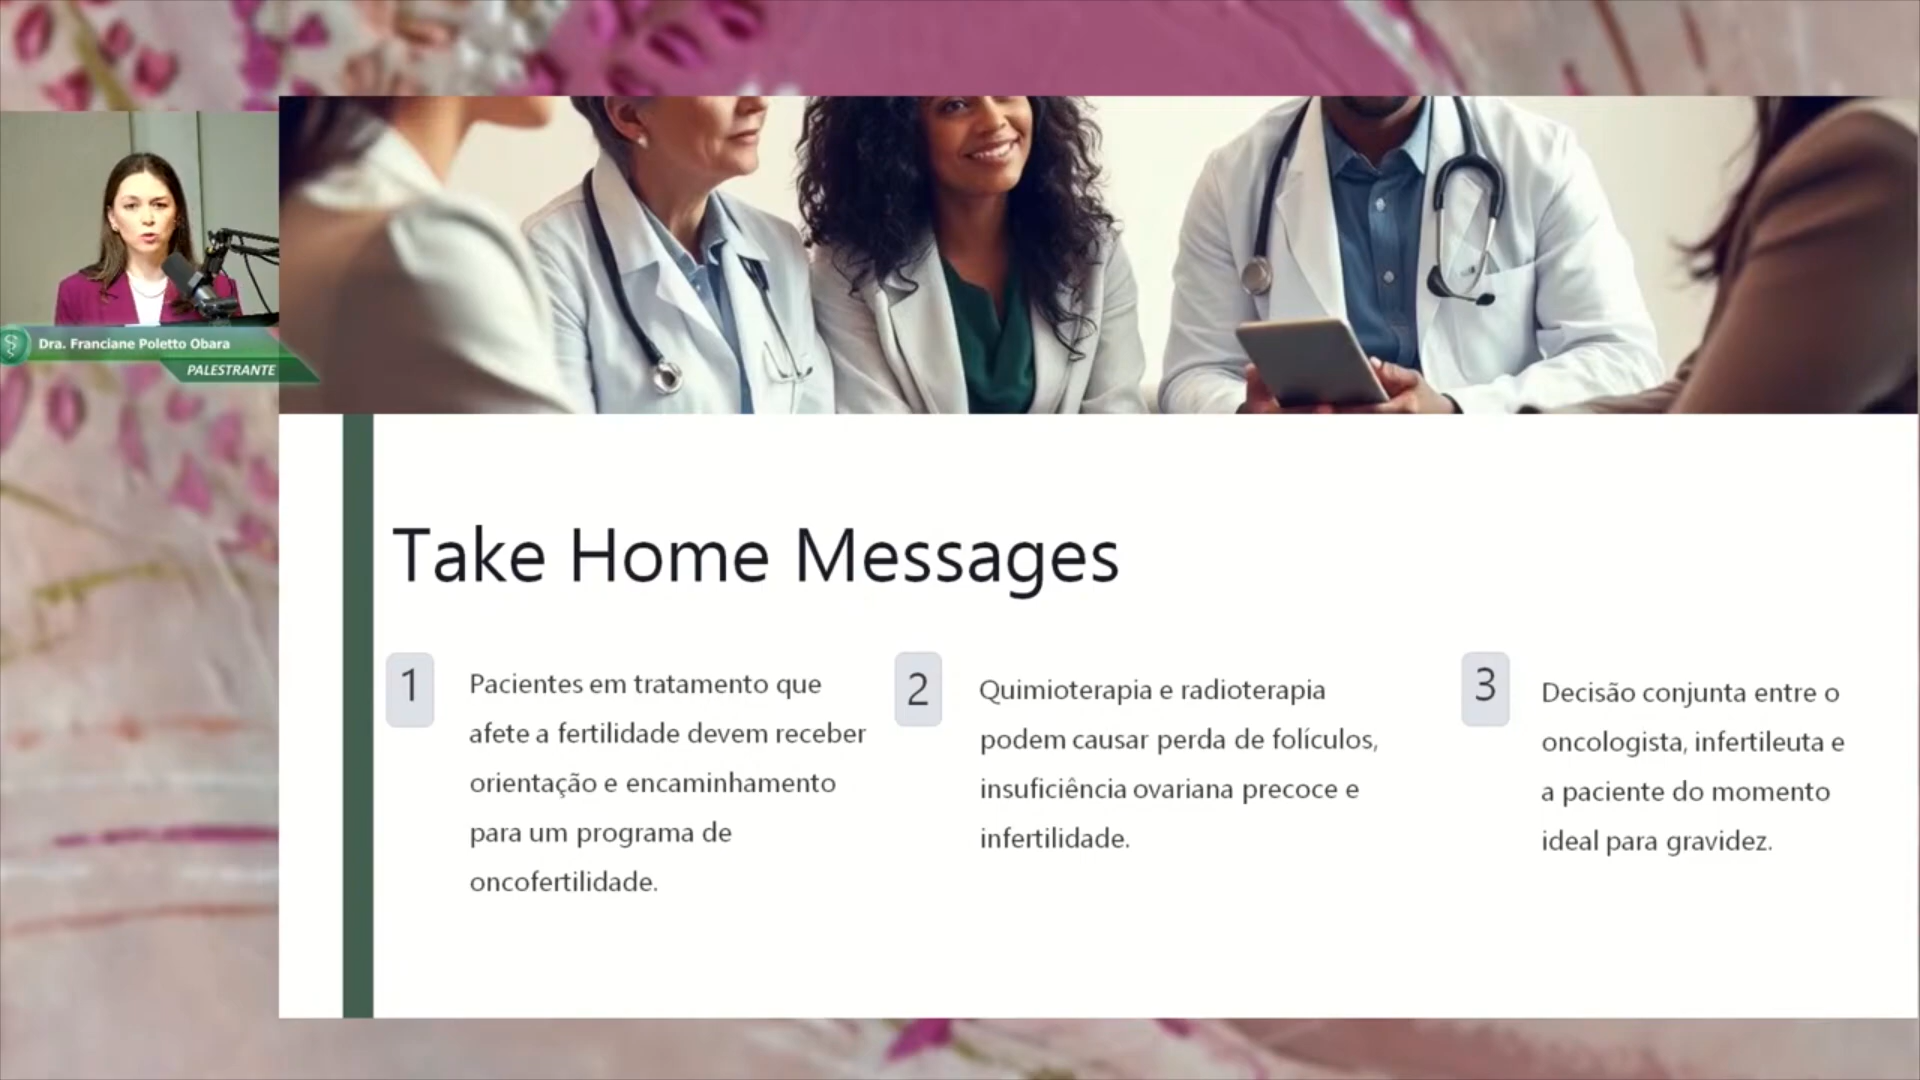 Dra. Franciane Poletto Obara
PALESTRANTE
Take Home Messages
1
Pacientes em tratamento que
afete a fertilidade devem receber
orientação e encaminhamento
para um programa de
oncofertilidade.
2
Quimioterapia e radioterapia
podem causar perda de folículos,
insuficiência ovariana precoce e
infertilidade.
3
Decisão conjunta entre o
oncologista, infertileuta e
a paciente do momento
ideal para gravidez.